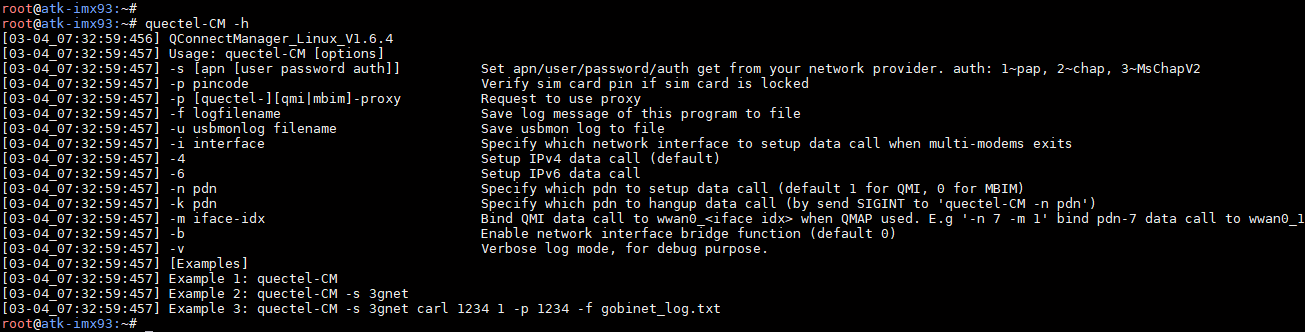 root@atk-imx93:~#
root@atk-imx93:~# quectel-CM -h
[03-04_07:32:59:456] QConnectManager_Linux_V1.6.4
[03-04_07:32:59:457] Usage: quectel-CM [options]
[03-04_07:32:59:457] -s [apn [user password auth]]          Set apn/user/password/auth get from your network provider. auth: 1~pap, 2~chap, 3~MsChapV2
[03-04_07:32:59:457] -p pincode                             Verify sim card pin if sim card is locked
[03-04_07:32:59:457] -p [quectel-][qmi|mbim]-proxy          Request to use proxy
[03-04_07:32:59:457] -f logfilename                         Save log message of this program to file
[03-04_07:32:59:457] -u usbmonlog filename                  Save usbmon log to file
[03-04_07:32:59:457] -i interface                           Specify which network interface to setup data call when multi-modems exits
[03-04_07:32:59:457] -4                                     Setup IPv4 data call (default)
[03-04_07:32:59:457] -6                                     Setup IPv6 data call
[03-04_07:32:59:457] -n pdn                                 Specify which pdn to setup data call (default 1 for QMI, 0 for MBIM)
[03-04_07:32:59:457] -k pdn                                 Specify which pdn to hangup data call (by send SIGINT to 'quectel-CM -n pdn')
[03-04_07:32:59:457] -m iface-idx                           Bind QMI data call to wwan0_<iface idx> when QMAP used. E.g '-n 7 -m 1' bind pdn-7 data call to wwan0_1
[03-04_07:32:59:457] -b                                     Enable network interface bridge function (default 0)
[03-04_07:32:59:457] -v                                     Verbose log mode, for debug purpose.
[03-04_07:32:59:457] [Examples]
[03-04_07:32:59:457] Example 1: quectel-CM
[03-04_07:32:59:457] Example 2: quectel-CM -s 3gnet
[03-04_07:32:59:457] Example 3: quectel-CM -s 3gnet carl 1234 1 -p 1234 -f gobinet_log.txt
root@atk-imx93:~# _